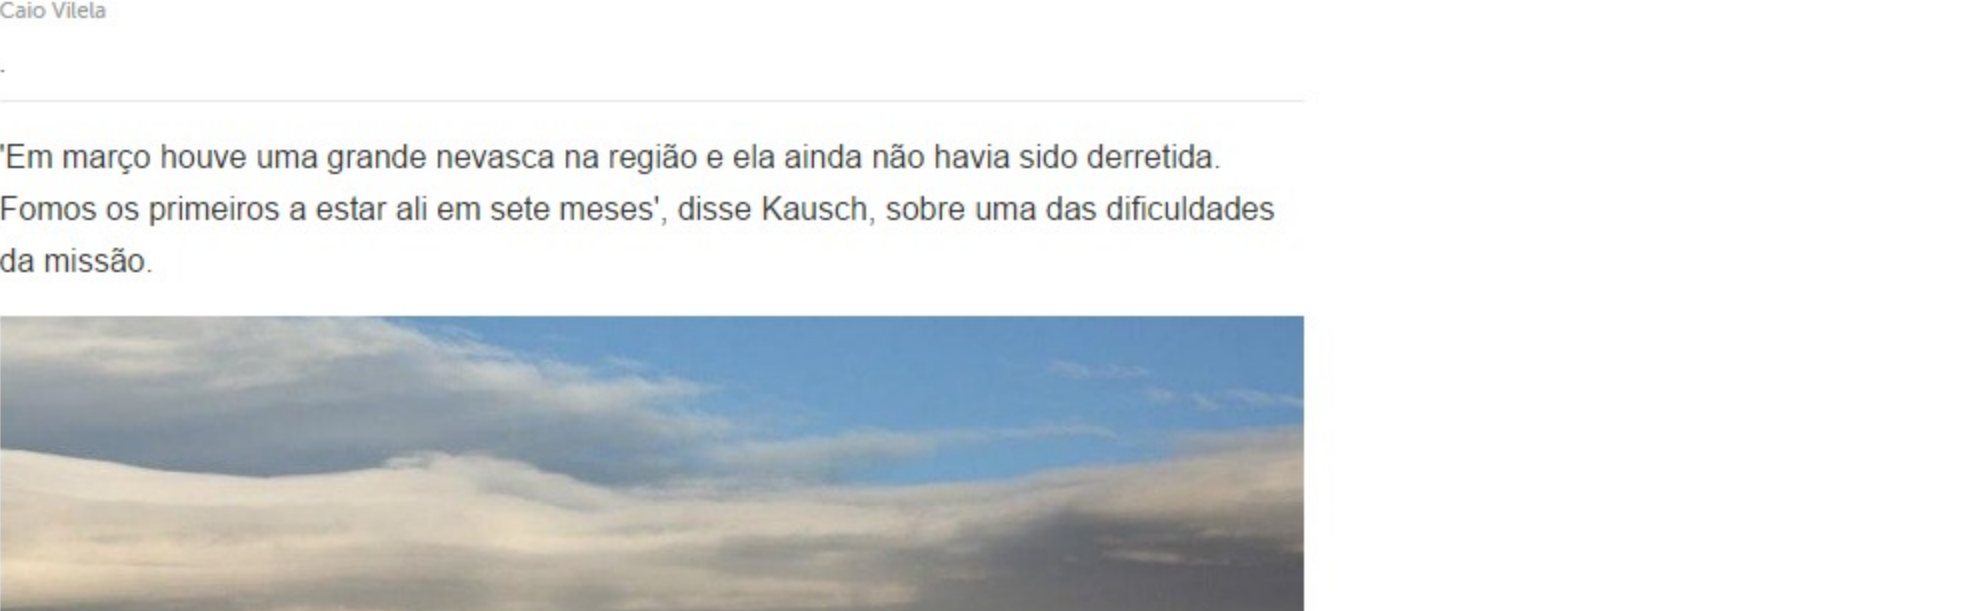 Caio Vilela
.
'Em março houve uma grande nevasca na região e ela ainda não havia sido derretida.
Fomos os primeiros a estar ali em sete meses', disse Kausch, sobre uma das dificuldades
da missão.